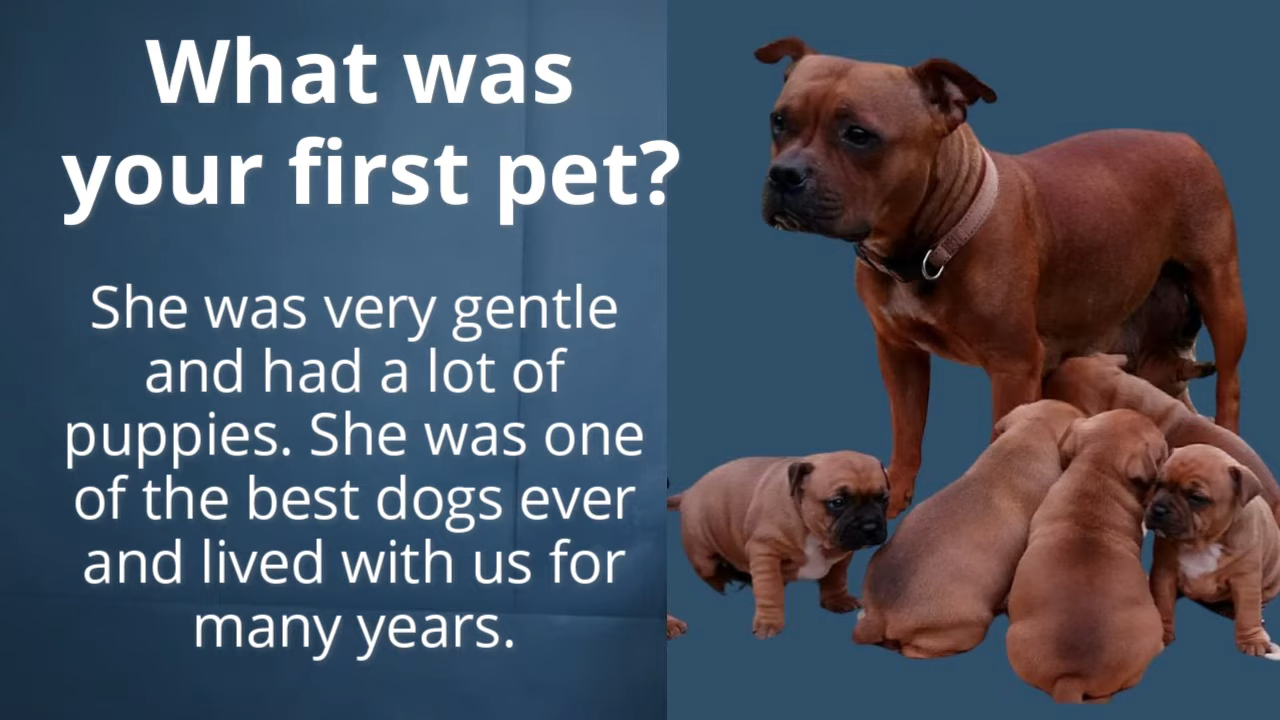 What was
your first pet?
She was very gentle
and had a lot of
puppies. She was one
of the best dogs ever
and lived with us for
many years.